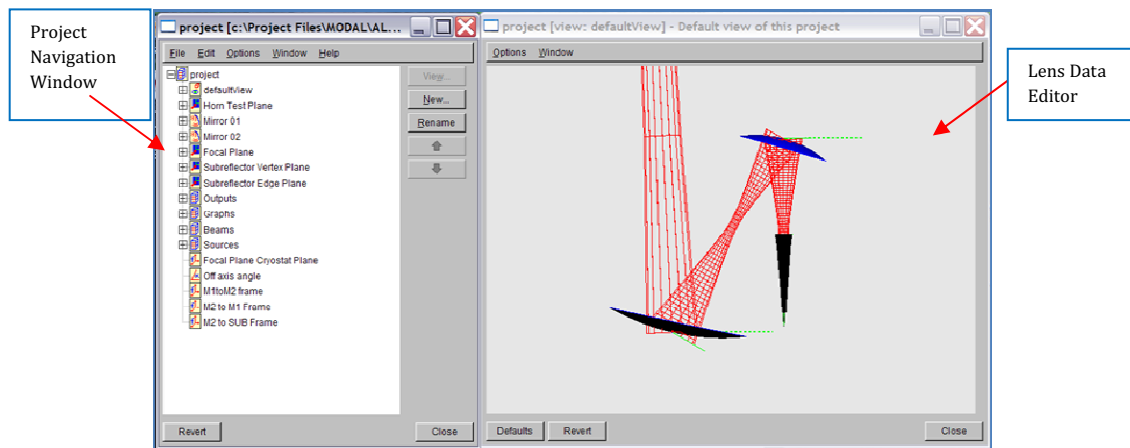 Project
Navigation
Window
project [c:\Project Files\MODAL\AL...
File Edit Options Window Help
project
defaultView
Horn Test Plane
Mirror 01
Mirror 02
Focal Plane
Subreflector Vertex Plane
Subreflector Edge Plane
Outputs
Graphs
Beams
Sources
Focal Plane Cryostat Plane
Off axis angle
M1toM2 frame
M2 to M1 Frame
M2 to SUB Frame
View...
New...
Rename
Revert
Close
project [view: defaultView] - Default view of this project
Options Window
Defaults
Revert
Close
Lens Data
Editor